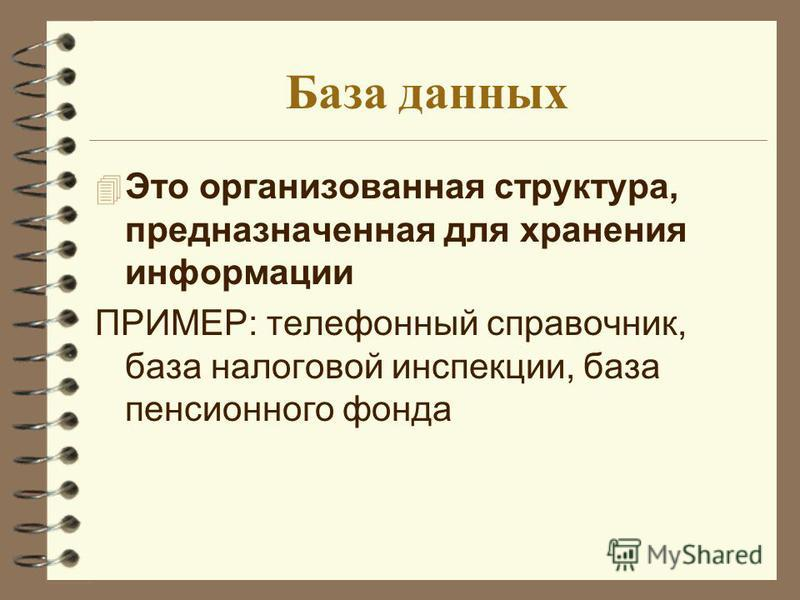 База данных
Это организованная структура,
предназначенная для хранения
информации
ПРИМЕР: телефонный справочник,
база налоговой инспекции, база
пенсионного фонда
MyShared